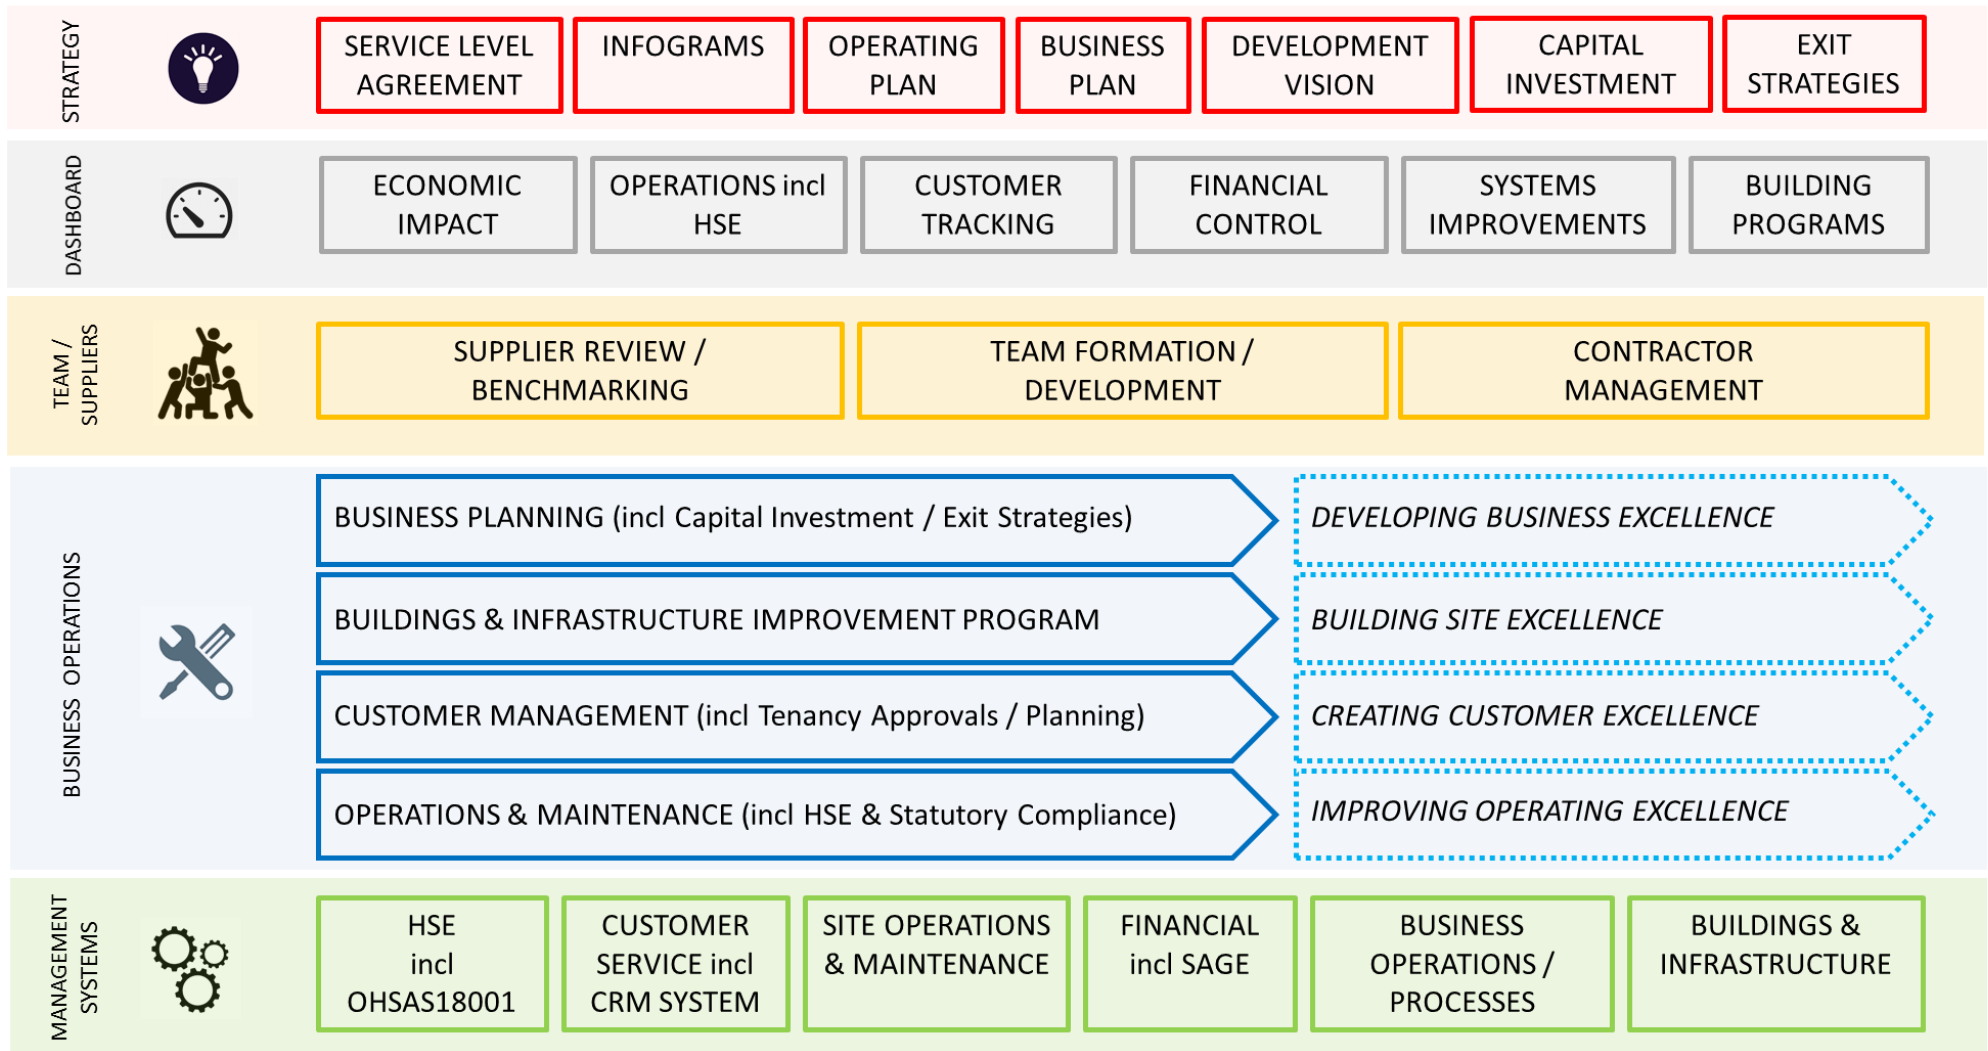 STRATEGY
SERVICE LEVEL
AGREEMENT
INFOGRAMS
OPERATING
PLAN
BUSINESS
PLAN
DEVELOPMENT
VISION
CAPITAL
INVESTMENT
EXIT
STRATEGIES
DASHBOARD
ECONOMIC
IMPACT
OPERATIONS incl
HSE
CUSTOMER
TRACKING
FINANCIAL
CONTROL
SYSTEMS
IMPROVEMENTS
BUILDING
PROGRAMS
TEAM /
SUPPLIERS
SUPPLIER REVIEW /
BENCHMARKING
TEAM FORMATION /
DEVELOPMENT
CONTRACTOR
MANAGEMENT
BUSINESS OPERATIONS
BUSINESS PLANNING (incl Capital Investment / Exit Strategies)
DEVELOPING BUSINESS EXCELLENCE
BUILDINGS & INFRASTRUCTURE IMPROVEMENT PROGRAM
BUILDING SITE EXCELLENCE
CUSTOMER MANAGEMENT (incl Tenancy Approvals / Planning)
CREATING CUSTOMER EXCELLENCE
OPERATIONS & MAINTENANCE (incl HSE & Statutory Compliance)
IMPROVING OPERATING EXCELLENCE
MANAGEMENT
SYSTEMS
HSE
incl
OHSAS18001
CUSTOMER
SERVICE incl
CRM SYSTEM
SITE OPERATIONS
& MAINTENANCE
FINANCIAL
incl SAGE
BUSINESS
OPERATIONS /
PROCESSES
BUILDINGS &
INFRASTRUCTURE